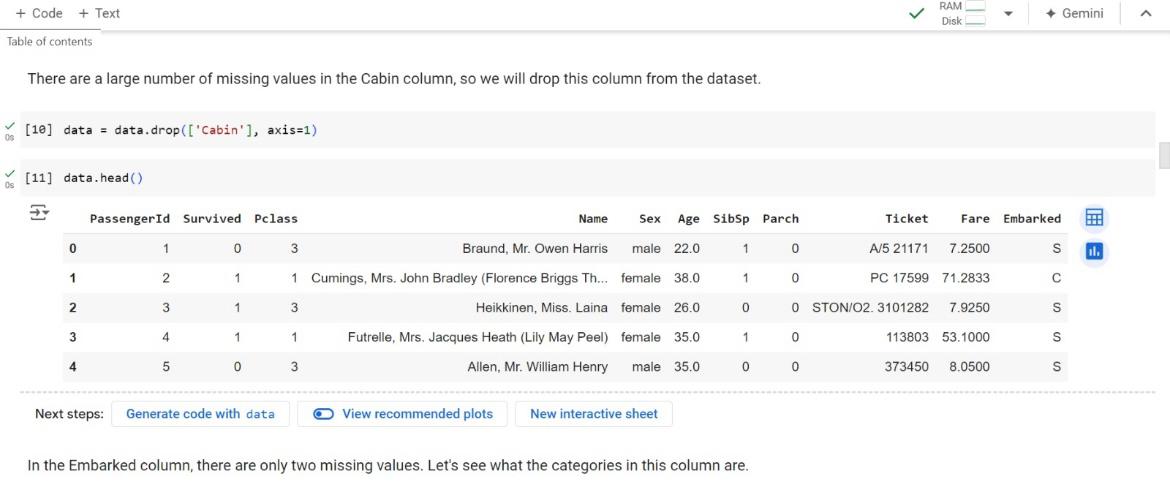 + Code + Text RAM Disk Gemini
Table of contents
There are a large number of missing values in the Cabin column, so we will drop this column from the dataset.
0s [10] data = data.drop(['Cabin'], axis=1)
0s [11] data.head()
PassengerId Survived Pclass Name Sex Age SibSp Parch Ticket Fare Embarked
0 1 0 3 Braund, Mr. Owen Harris male 22.0 1 0 A/5 21171 7.2500 S
1 2 1 1 Cumings, Mrs. John Bradley (Florence Briggs Th... female 38.0 1 0 PC 17599 71.2833 C
2 3 1 3 Heikkinen, Miss. Laina female 26.0 0 0 STON/O2. 3101282 7.9250 S
3 4 1 1 Futrelle, Mrs. Jacques Heath (Lily May Peel) female 35.0 1 0 113803 53.1000 S
4 5 0 3 Allen, Mr. William Henry male 35.0 0 0 373450 8.0500 S
Next steps: Generate code with data View recommended plots New interactive sheet
In the Embarked column, there are only two missing values. Let's see what the categories in this column are.